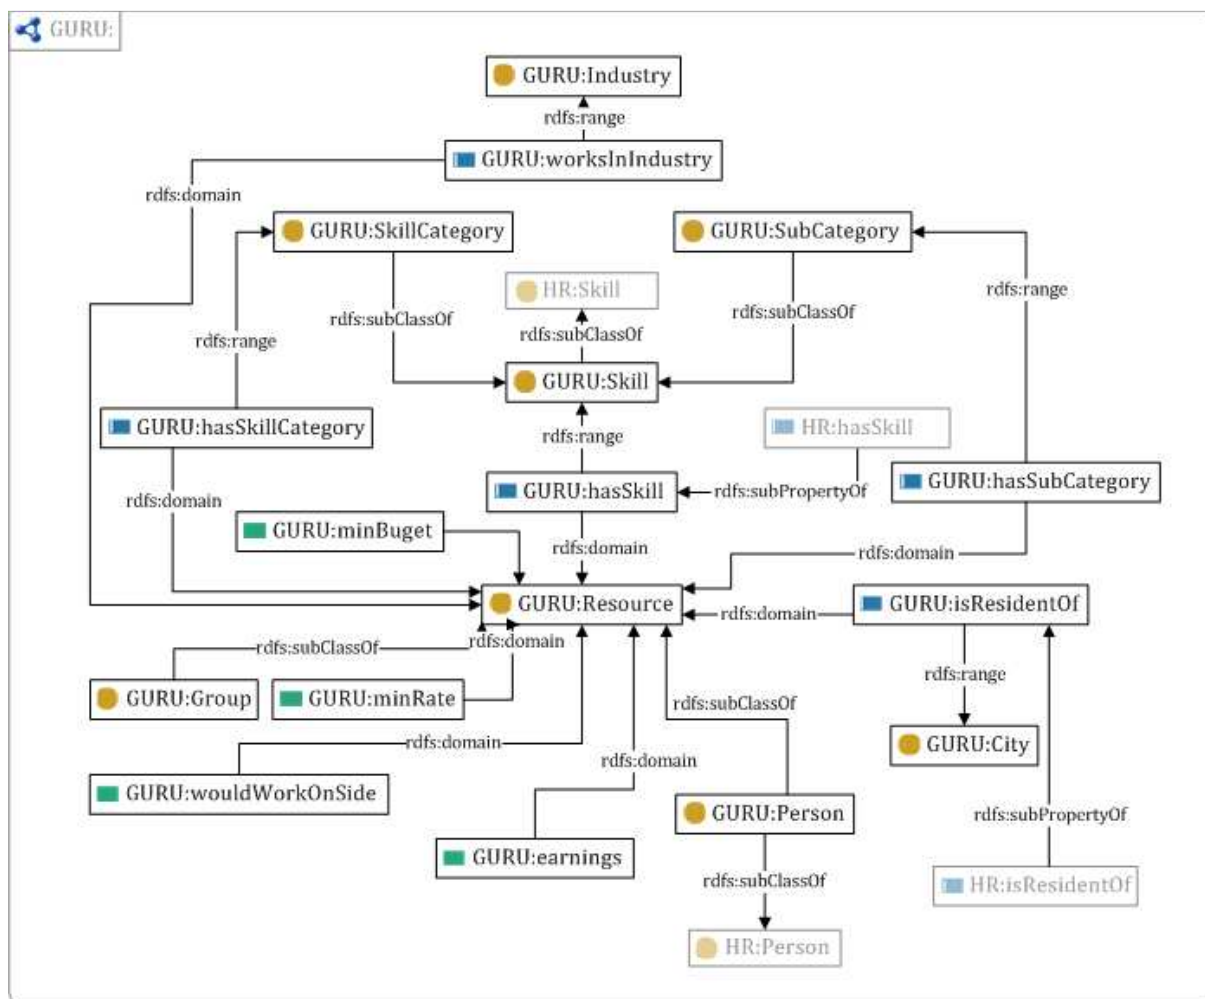 GURU:
GURU:Industry
rdfs:range
GURU:worksInIndustry
rdfs:domain
GURU:SkillCategory
GURU:SubCategory
HR:Skill
rdfs:range
rdfs:subClassOf
rdfs:subClassOf
rdfs:subClassOf
rdfs:range
GURU:Skill
GURU:hasSkillCategory
HR:hasSkill
rdfs:range
GURU:hasSubCategory
GURU:hasSkill
rdfs:subPropertyOf
rdfs:domain
GURU:minBuget
rdfs:domain
rdfs:domain
GURU:Resource
GURU:isResidentOf
rdfs:domain
rdfs:domain
rdfs:subClassOf
rdfs:range
GURU:Group
GURU:minRate
rdfs:subClassOf
rdfs:domain
GURU:City
rdfs:domain
GURU:wouldWorkOnSide
GURU:Person
rdfs:subPropertyOf
GURU:earnings
rdfs:subClassOf
HR:isResidentOf
HR:Person